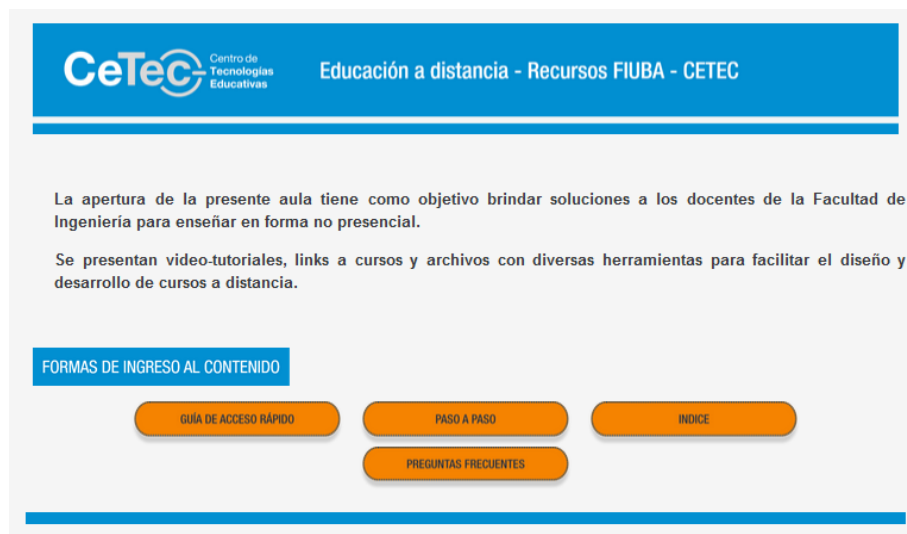 CeTeC
Centro de
Tecnologías
Educativas
Educación a distancia - Recursos FIUBA - CETEC
La apertura de la presente aula tiene como objetivo brindar soluciones a los docentes de la Facultad de
Ingeniería para enseñar en forma no presencial.
Se presentan video-tutoriales, links a cursos y archivos con diversas herramientas para facilitar el diseño y
desarrollo de cursos a distancia.
FORMAS DE INGRESO AL CONTENIDO
GUÍA DE ACCESO RÁPIDO
PASO A PASO
INDICE
PREGUNTAS FRECUENTES